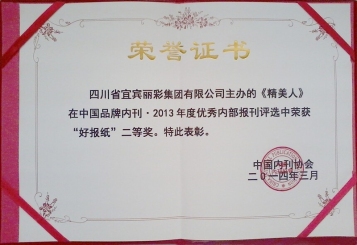 荣誉证书
四川省宜宾丽彩集团有限公司主办的《精美人》
在中国品牌内刊·2013年度优秀内部报刊评选中荣获
“好报纸”二等奖。特此表彰。
中国内刊协会
二0一四年三月